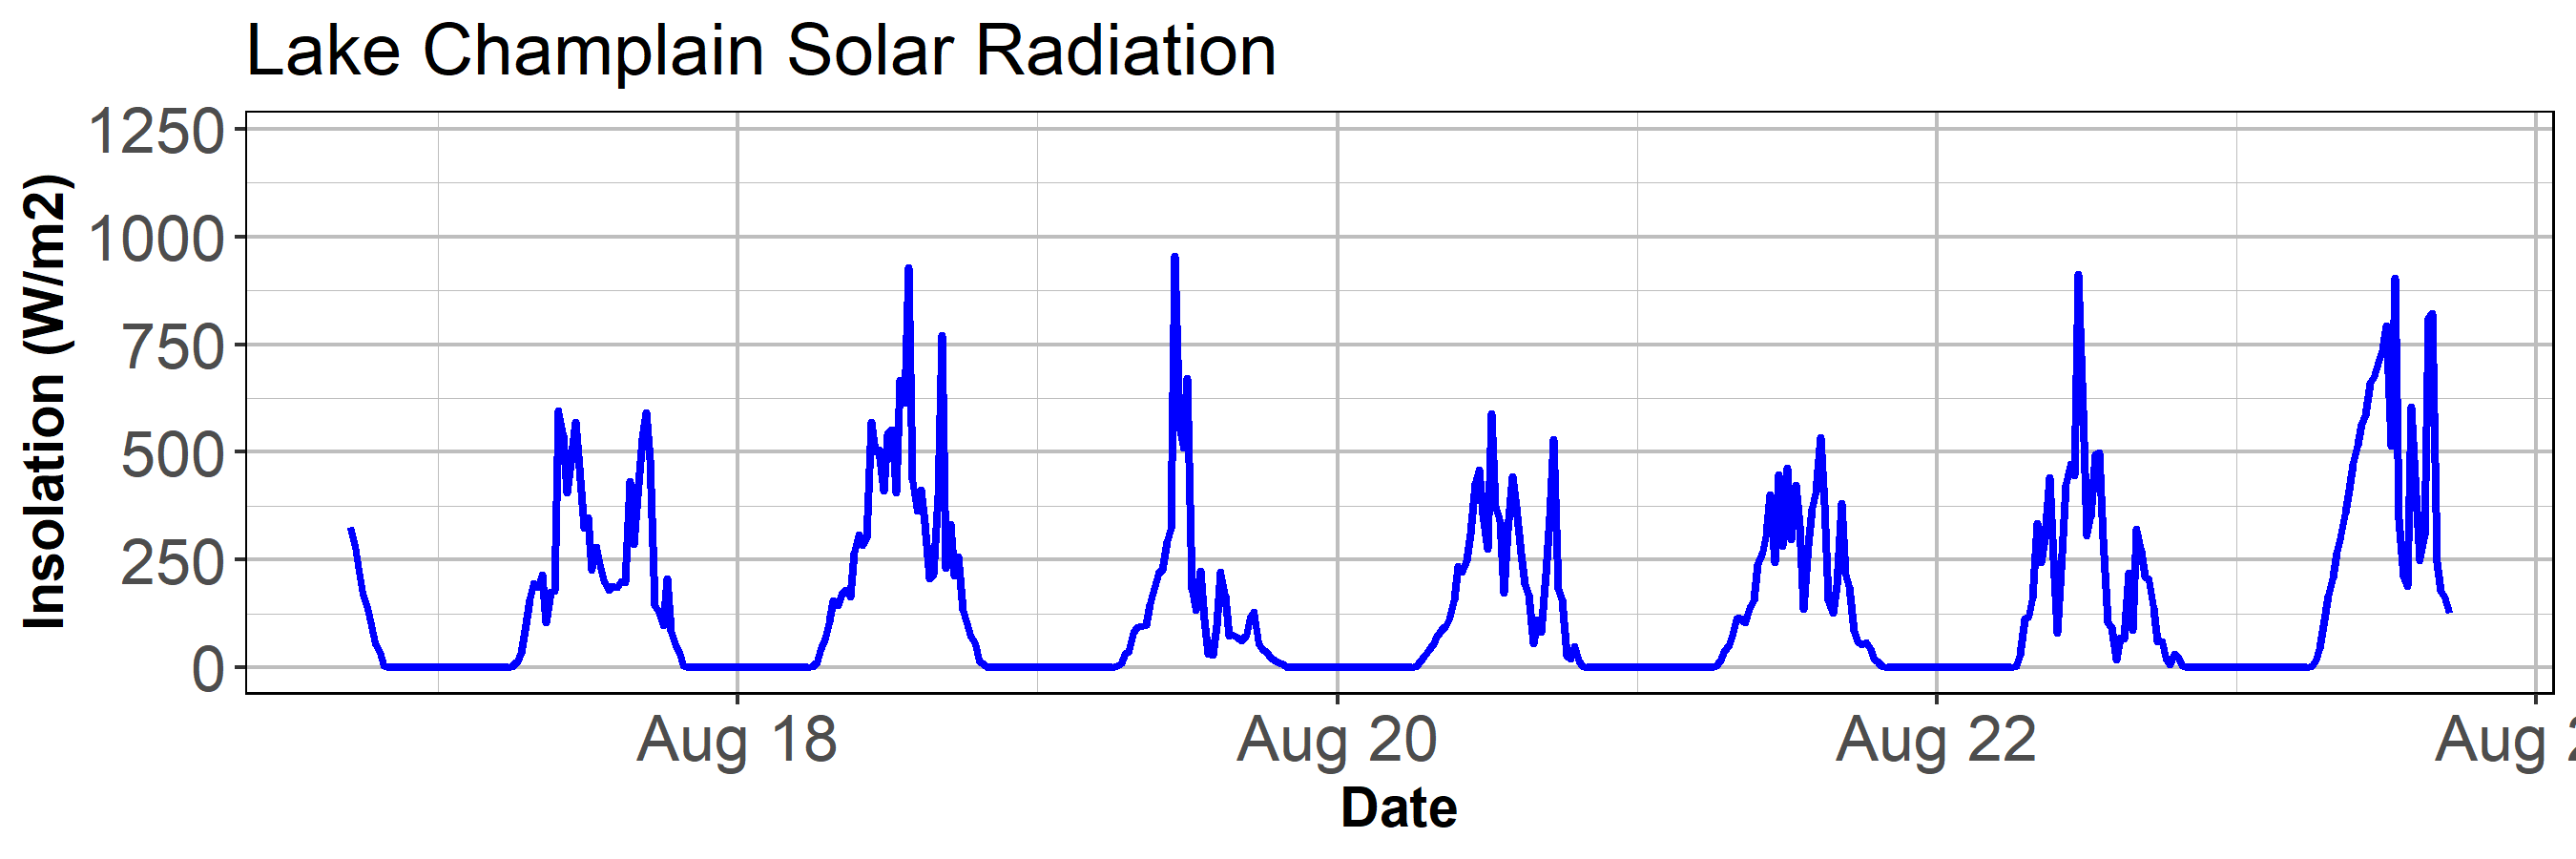 Lake Champlain Solar Radiation
1250
1000
750
500
250
0
Insolation (W/m2)
Aug 18 Aug 20 Aug 22 Aug
Date